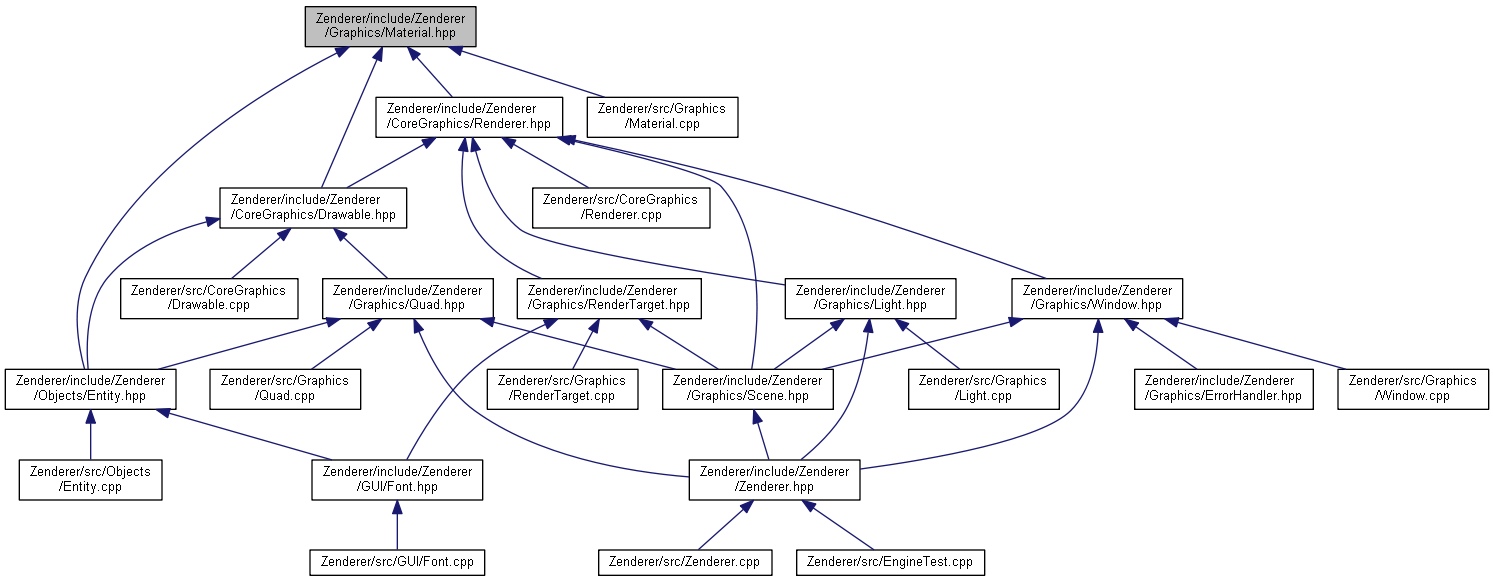 Zenderer/include/Zenderer
/Graphics/Material.hpp
Zenderer/include/Zenderer
/CoreGraphics/Renderer.hpp
Zenderer/src/Graphics
/Material.cpp
Zenderer/include/Zenderer
/CoreGraphics/Drawable.hpp
Zenderer/src/CoreGraphics
/Renderer.cpp
Zenderer/src/CoreGraphics
/Drawable.cpp
Zenderer/include/Zenderer
/Graphics/Quad.hpp
Zenderer/include/Zenderer
/Graphics/RenderTarget.hpp
Zenderer/include/Zenderer
/Graphics/Light.hpp
Zenderer/include/Zenderer
/Graphics/Window.hpp
Zenderer/include/Zenderer
/Objects/Entity.hpp
Zenderer/src/Graphics
/Quad.cpp
Zenderer/src/Graphics
/RenderTarget.cpp
Zenderer/include/Zenderer
/Graphics/Scene.hpp
Zenderer/src/Graphics
/Light.cpp
Zenderer/include/Zenderer
/Graphics/ErrorHandler.hpp
Zenderer/src/Graphics
/Window.cpp
Zenderer/src/Objects
/Entity.cpp
Zenderer/include/Zenderer
/GUI/Font.hpp
Zenderer/include/Zenderer
/Zenderer.hpp
Zenderer/src/GUI/Font.cpp
Zenderer/src/Zenderer.cpp
Zenderer/src/EngineTest.cpp